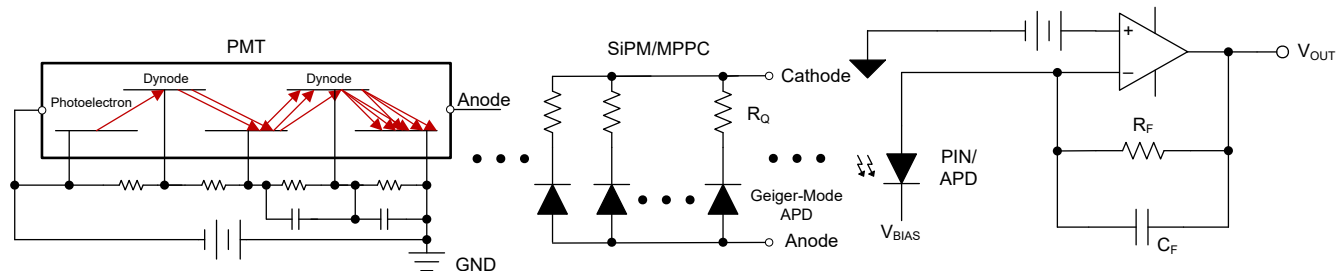 PMT
Dynode
Dynode
Photoelectron
Anode
GND
SiPM/MPPC
Cathode
RQ
Geiger-Mode
APD
Anode
+
−
VOUT
PIN/
APD
VBIAS
RF
CF